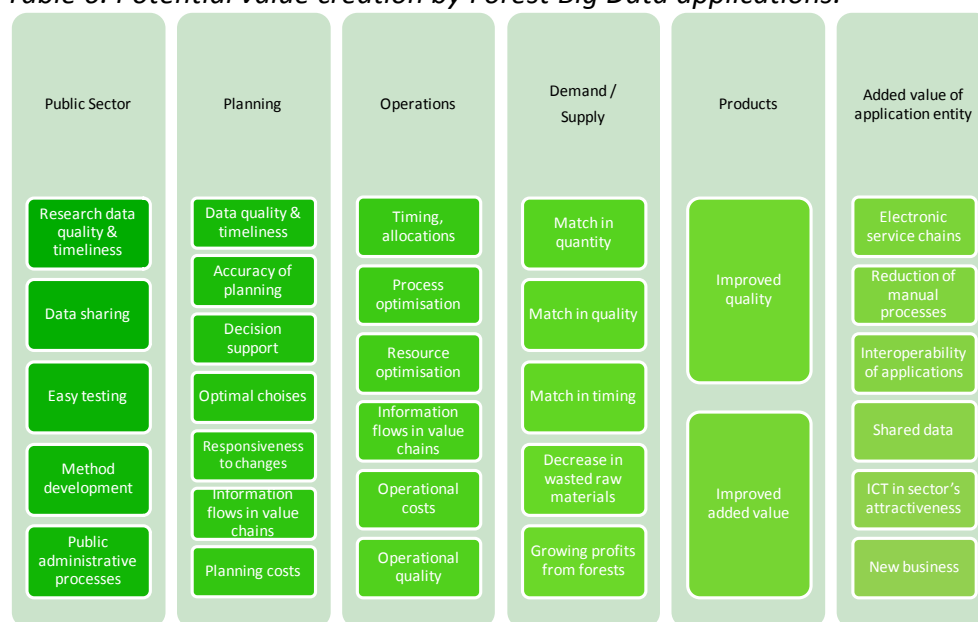 Table Potential value creation by Forest Big Data applications.
Public Sector
Research data
quality &
timeliness
Data sharing
Easy testing
Method
development
Public
administrative
processes
Planning
Data quality &
timeliness
Accuracy of
planning
Decision
support
Optimal choises
Responsiveness
to changes
Information
flows in value
chains
Planning costs
Operations
Timing,
allocations
Process
optimisation
Resource
optimisation
Information
flows in value
chains
Operational
costs
Operational
quality
Demand /
Supply
Match in
quantity
Match in quality
Match in timing
Decrease in
wasted raw
materials
Growing profits
from forests
Products
Improved
quality
Improved
added value
Added value of
application entity
Electronic
service chains
Reduction of
manual
processes
Interoperability
of applications
Shared data
ICT in sector's
attractiveness
New business